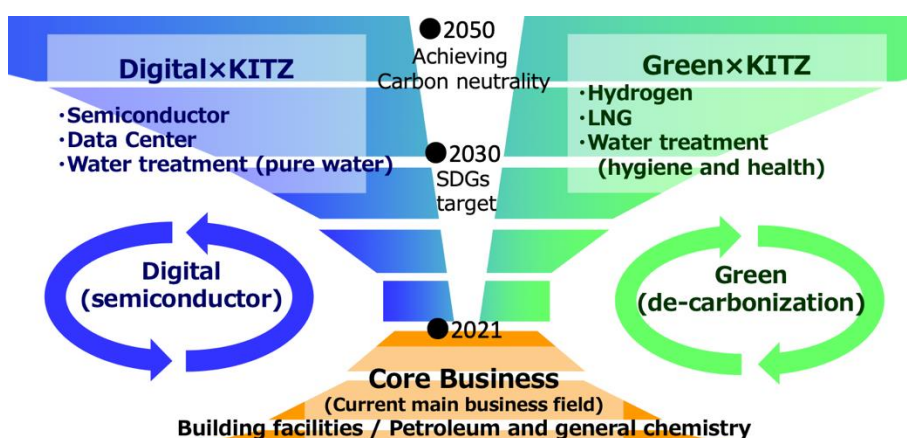 2050
Achieving
Carbon neutrality
Digital×KITZ
・Semiconductor
・Data Center
・Water treatment (pure water)
Green×KITZ
・Hydrogen
・LNG
・Water treatment
(hygiene and health)
2030
SDGs
target
Digital
(semiconductor)
Green
(de-carbonization)
2021
Core Business
(Current main business field)
Building facilities / Petroleum and general chemistry